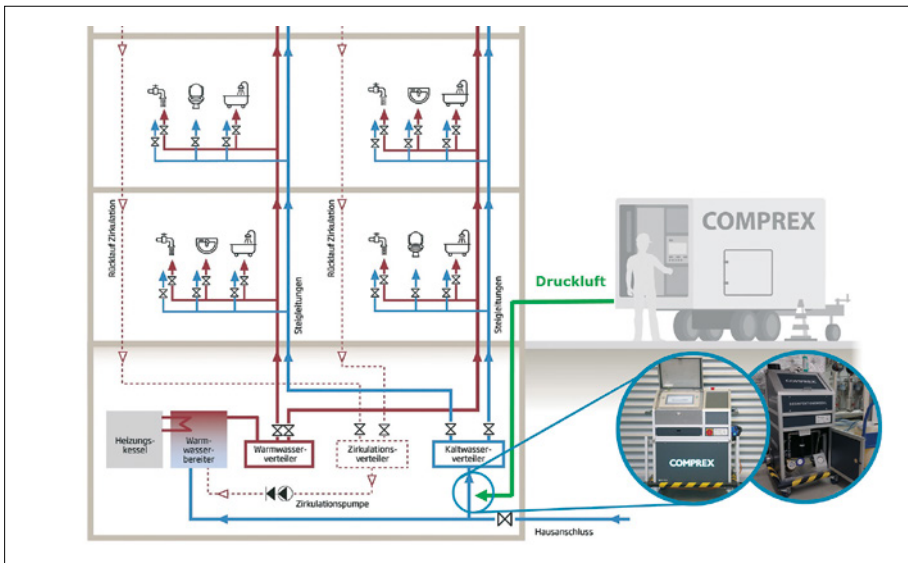 Rücklauf Zirkulation
Rücklauf Zirkulation
Steigleitungen
Steigleitungen
COMPREX
Druckluft
Heizungs-
kessel
Warm-
wasser-
bereiter
Warmwasser-
verteiler
Zirkulations-
verteiler
Kaltwasser-
verteiler
Zirkulationspumpe
Hausanschluss
COMPREX
COMPREX